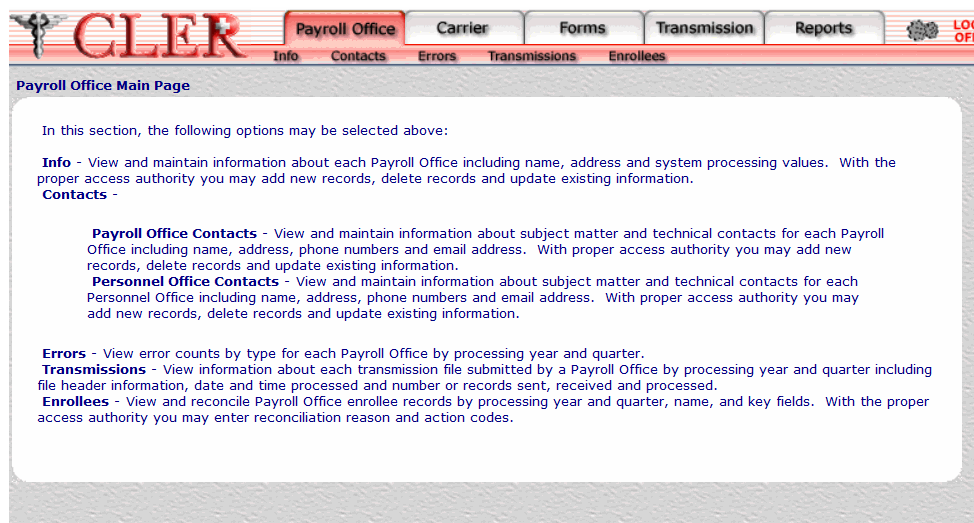 CLER
Payroll Office Carrier Forms Transmission Reports
Info Contacts Errors Transmissions Enrollees
Payroll Office Main Page
In this section, the following options may be selected above:
Info - View and maintain information about each Payroll Office including name, address and system processing values. With the
proper access authority you may add new records, delete records and update existing information.
Contacts -
Payroll Office Contacts - View and maintain information about subject matter and technical contacts for each Payroll
Office including name, address, phone numbers and email address. With proper access authority you may add new
records, delete records and update existing information.
Personnel Office Contacts - View and maintain information about subject matter and technical contacts for each
Personnel Office including name, address, phone numbers and email address. With proper access authority you may
add new records, delete records and update existing information.
Errors - View error counts by type for each Payroll Office by processing year and quarter.
Transmissions - View information about each transmission file submitted by a Payroll Office by processing year and quarter including
file header information, date and time processed and number or records sent, received and processed.
Enrollees - View and reconcile Payroll Office enrollee records by processing year and quarter, name, and key fields. With the proper
access authority you may enter reconciliation reason and action codes.